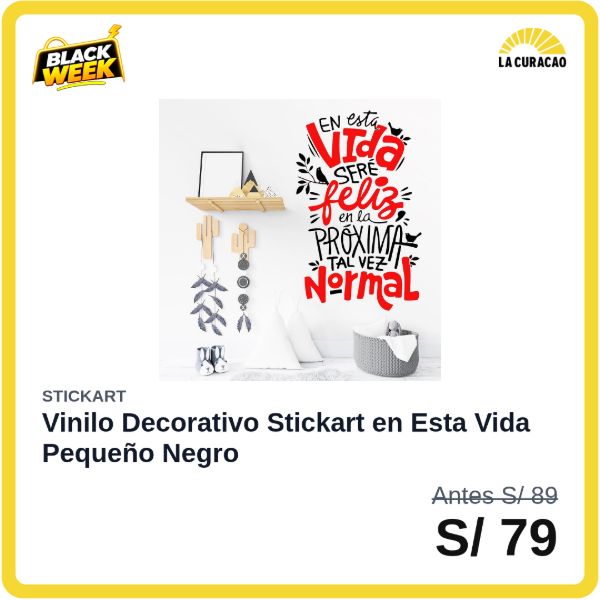 BLACK
WEEK
LA CURACAO
EN esta
Vida
SERÉ
feliz
en la
PRÓXIMA
TAL VEZ
NorMaL
STICKART
Vinilo Decorativo Stickart en Esta Vida
Pequeño Negro
Antes S/ 89
S/ 79